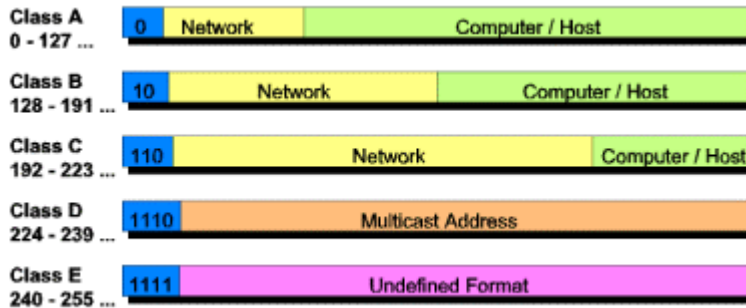 Class A
0 - 127 ...
0 Network Computer / Host
Class B
128 - 191 ...
10 Network Computer / Host
Class C
192 - 223 ...
110 Network Computer / Host
Class D
224 - 239 ...
1110 Multicast Address
Class E
240 - 255 ...
1111 Undefined Format